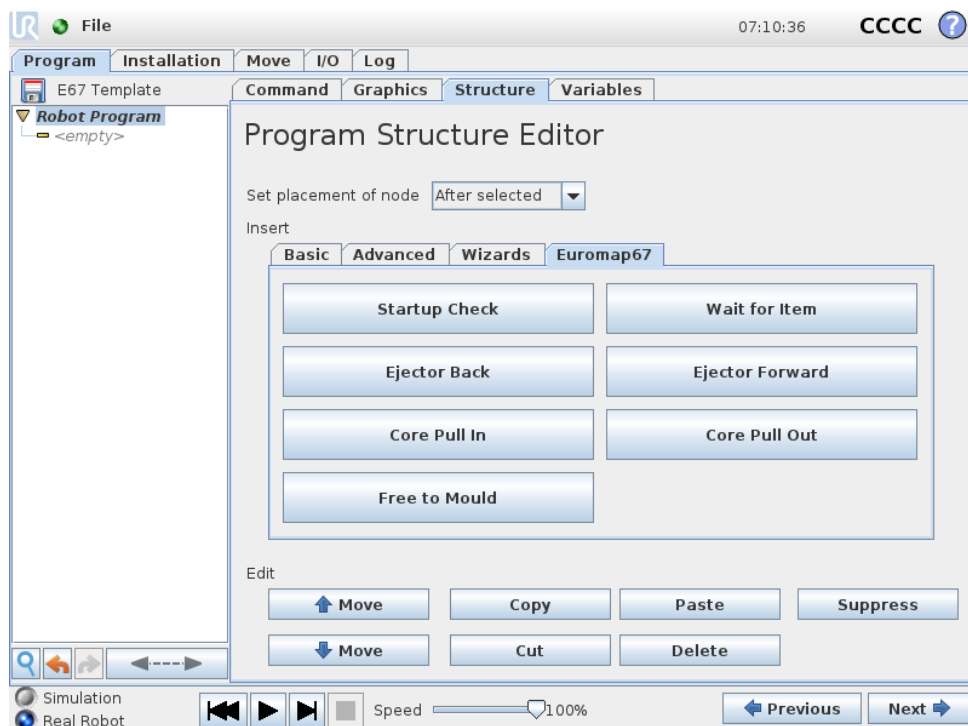 UR File 07:10:36 CCCC ?
Program Installation Move I/O Log
E67 Template Command Graphics Structure Variables
Robot Program
<empty>
Program Structure Editor
Set placement of node After selected
Insert
Basic Advanced Wizards Euromap67
Startup Check Wait for Item
Ejector Back Ejector Forward
Core Pull In Core Pull Out
Free to Mould
Edit
Move Copy Paste Suppress
Move Cut Delete
Simulation
Real Robot
Speed 100% Previous Next